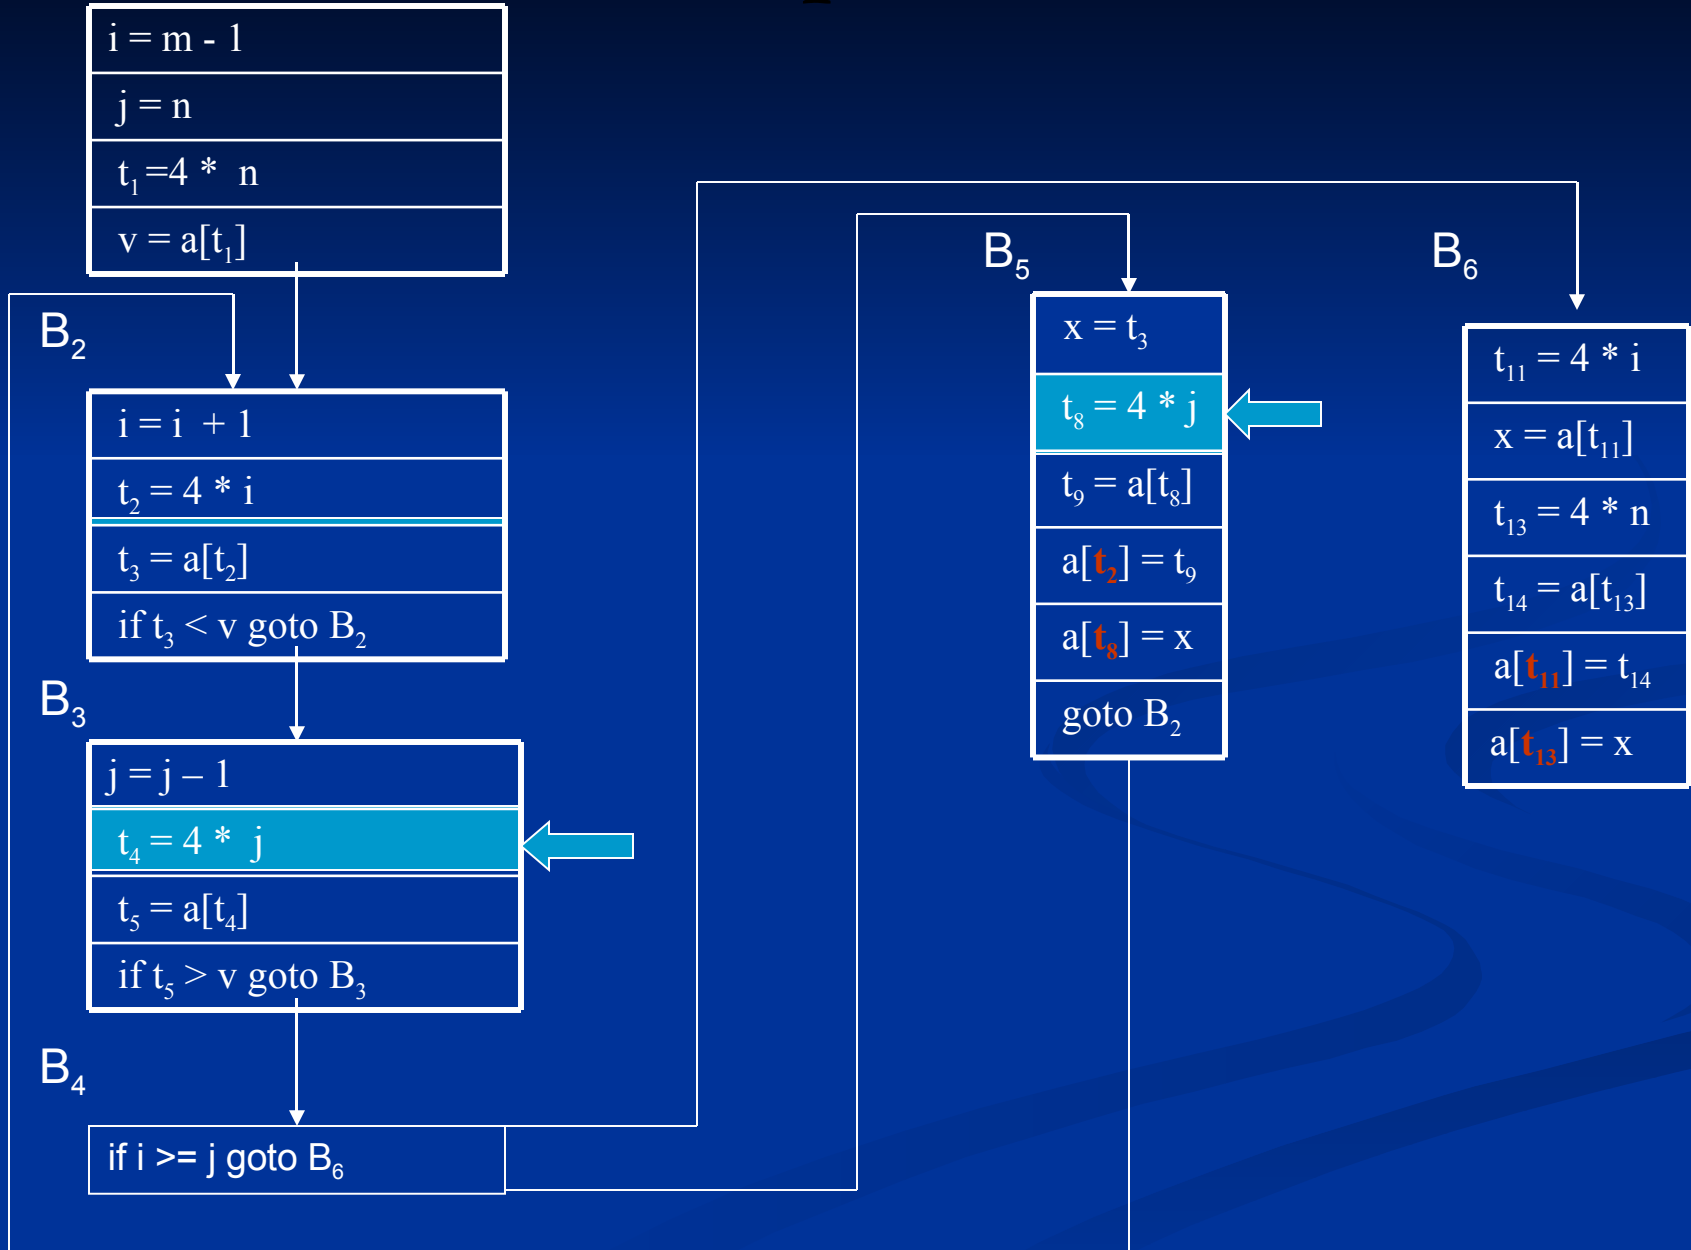 i = m - 1
j = n
t₁ =4 * n
v = a[t₁]
B₂
i = i + 1
t₂ = 4 * i
t₃ = a[t₂]
if t₃ < v goto B₂
B₃
j = j – 1
t₄ = 4 * j
t₅ = a[t₄]
if t₅ > v goto B₃
B₄
if i >= j goto B₆
B₅
x = t₃
t₈ = 4 * j
t₉ = a[t₈]
a[t₂] = t₉
a[t₈] = x
goto B₂
B₆
t₁₁ = 4 * i
x = a[t₁₁]
t₁₃ = 4 * n
t₁₄ = a[t₁₃]
a[t₁₁] = t₁₄
a[t₁₃] = x